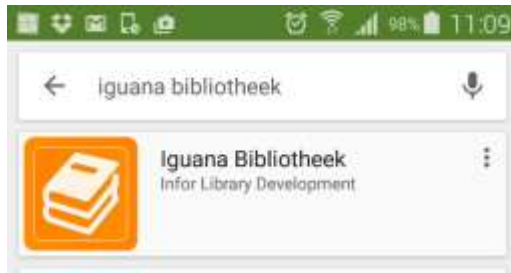 98% 11:09
iguana bibliotheek
Iguana Bibliotheek
Infor Library Development